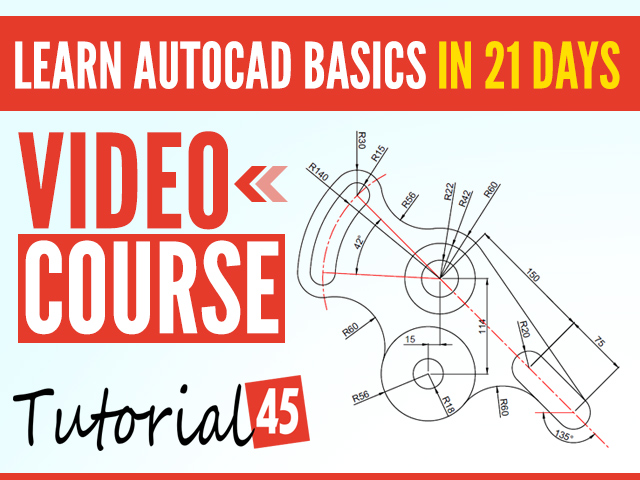 LEARN AUTOCAD BASICS IN 21 DAYS
VIDEO
COURSE
Tutorial 45
R30
R15
R140
R56
R22
R42
R60
42°
150
75
114
15
R20
R60
R56
R18
R60
135°